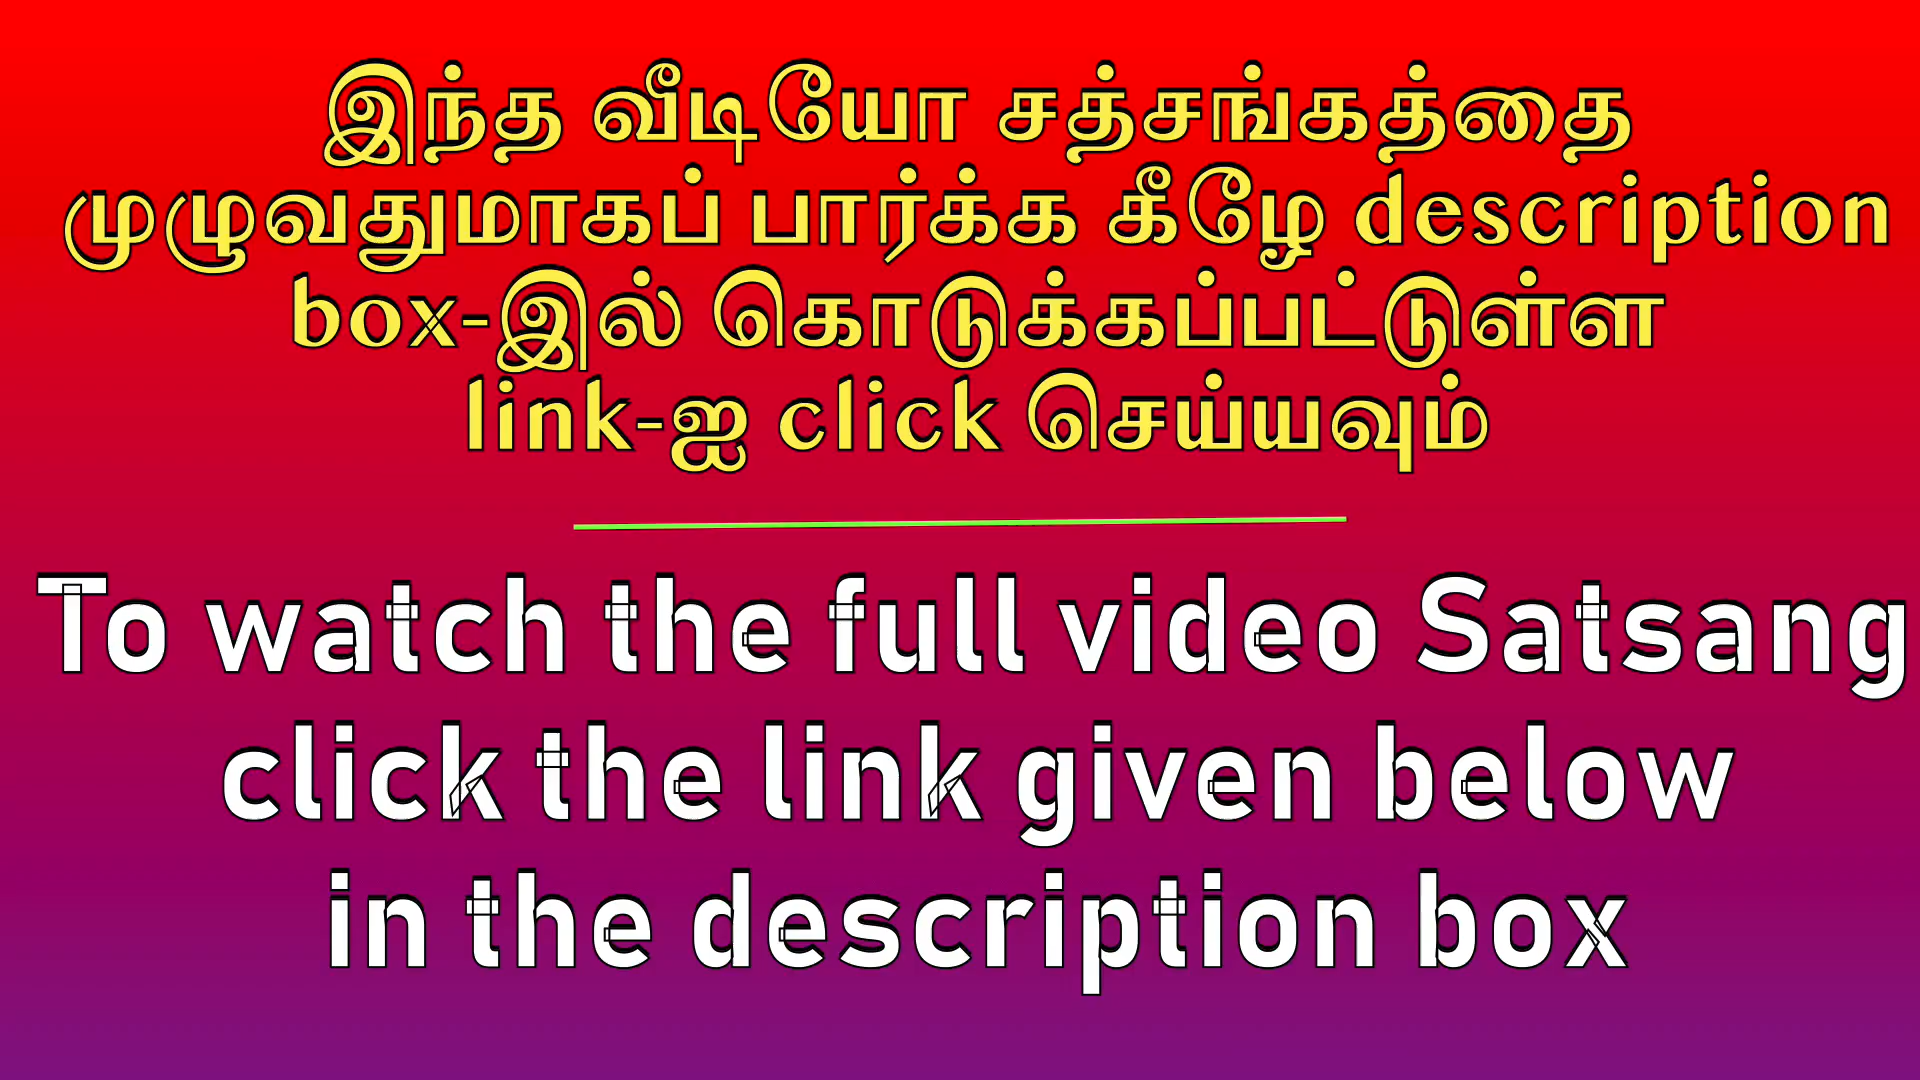 இந்த வீடியோ சத்சங்கத்தை
முழுவதுமாகப் பார்க்க கீழே description
box-இல் கொடுக்கப்பட்டுள்ள
link-ஐ click செய்யவும்
To watch the full video Satsang
click the link given below
in the description box